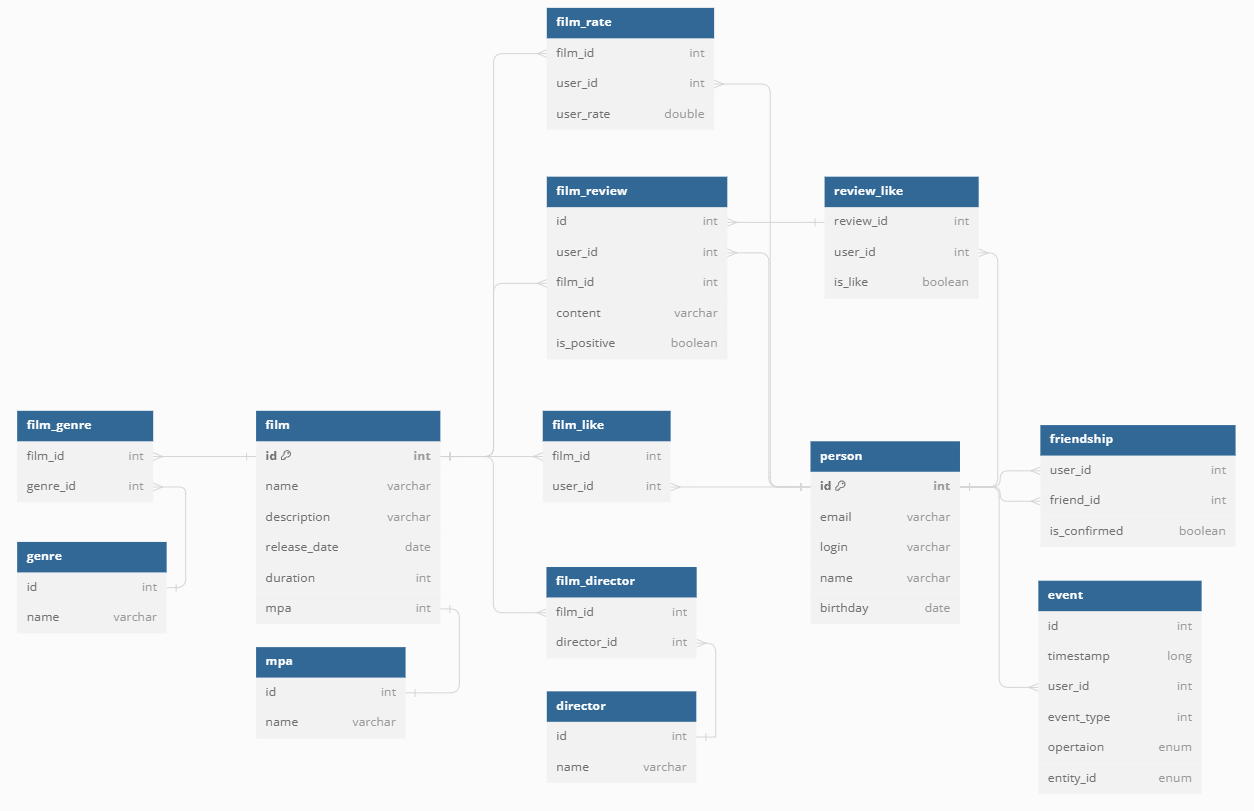 film_rate
film_id int
user_id int
user_rate double
film_review
id int
user_id int
film_id int
content varchar
is_positive boolean
review_like
review_id int
user_id int
is_like boolean
film_genre
film_id int
genre_id int
film
id int
name varchar
description varchar
release_date date
duration int
mpa int
film_like
film_id int
user_id int
person
id int
email varchar
login varchar
name varchar
birthday date
friendship
user_id int
friend_id int
is_confirmed boolean
genre
id int
name varchar
film_director
film_id int
director_id int
event
id int
timestamp long
user_id int
event_type int
opertaion enum
entity_id enum
mpa
id int
name varchar
director
id int
name varchar